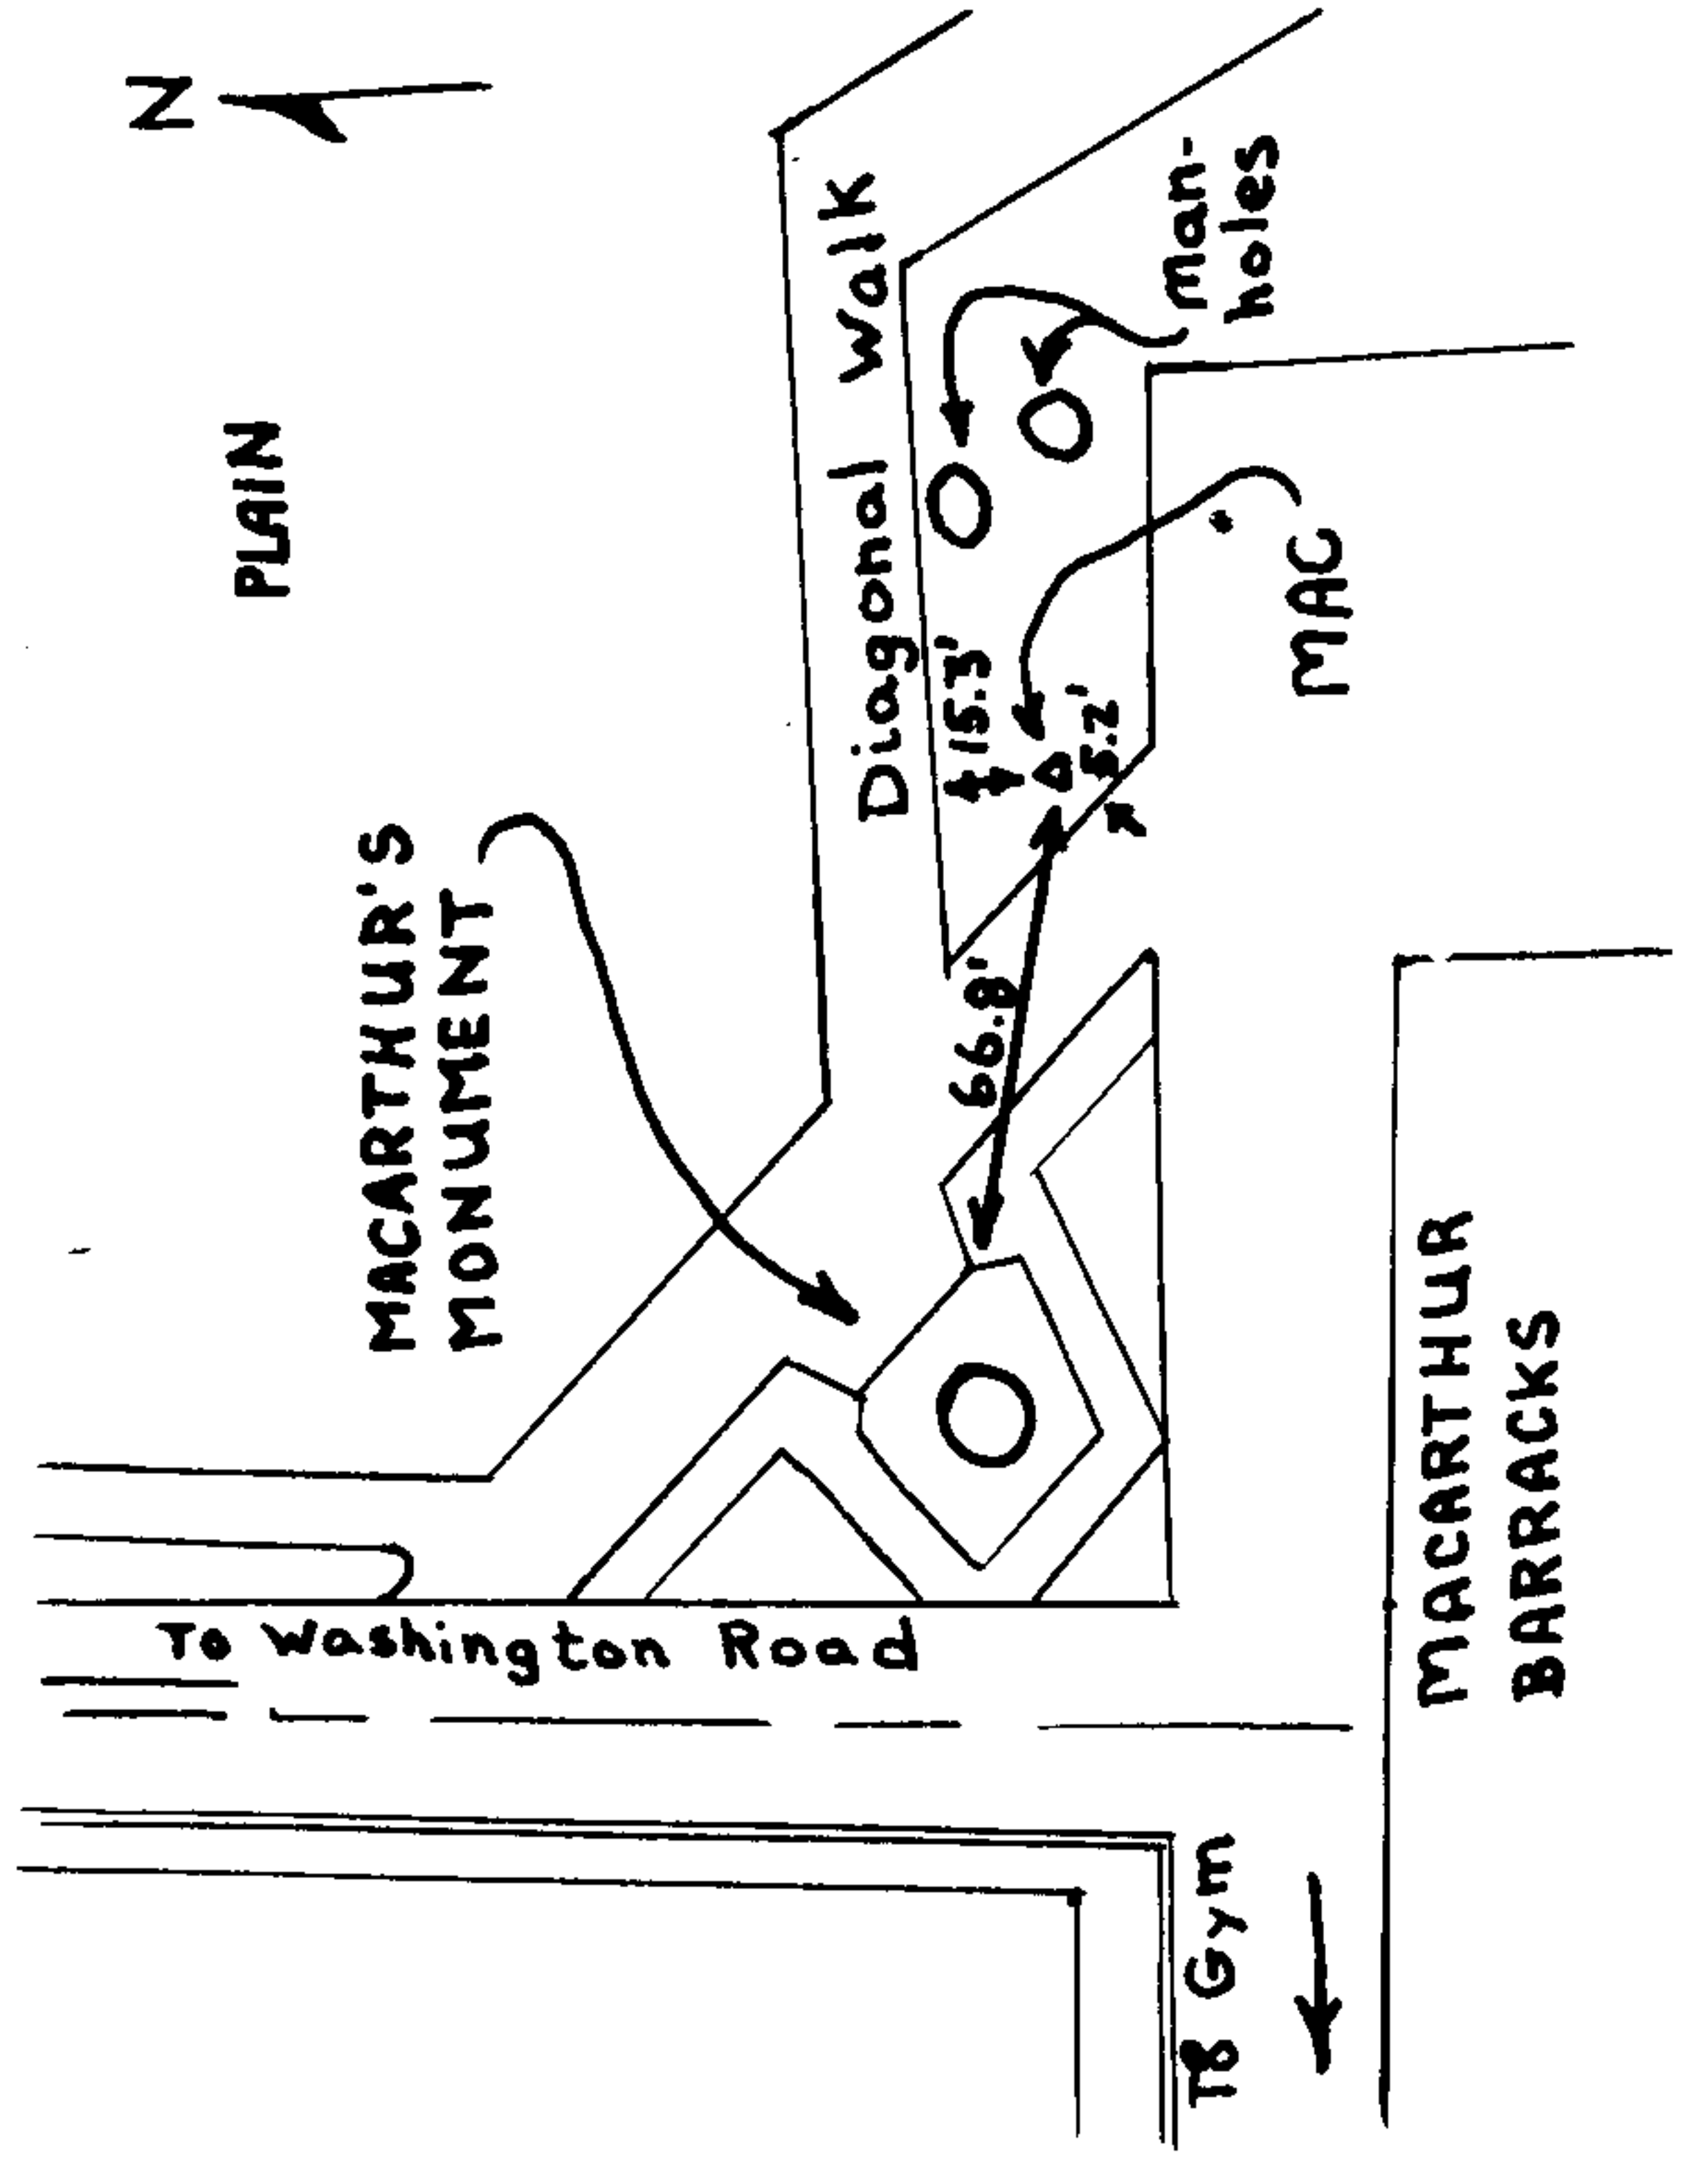 N
PLAIN
MACARTHUR'S
MONUMENT
Diagonal Walk
15.3'
66.8'
5.2'
man-
holes
MAC
To Washington Road
MACARTHUR
BARRACKS
T8 Gym